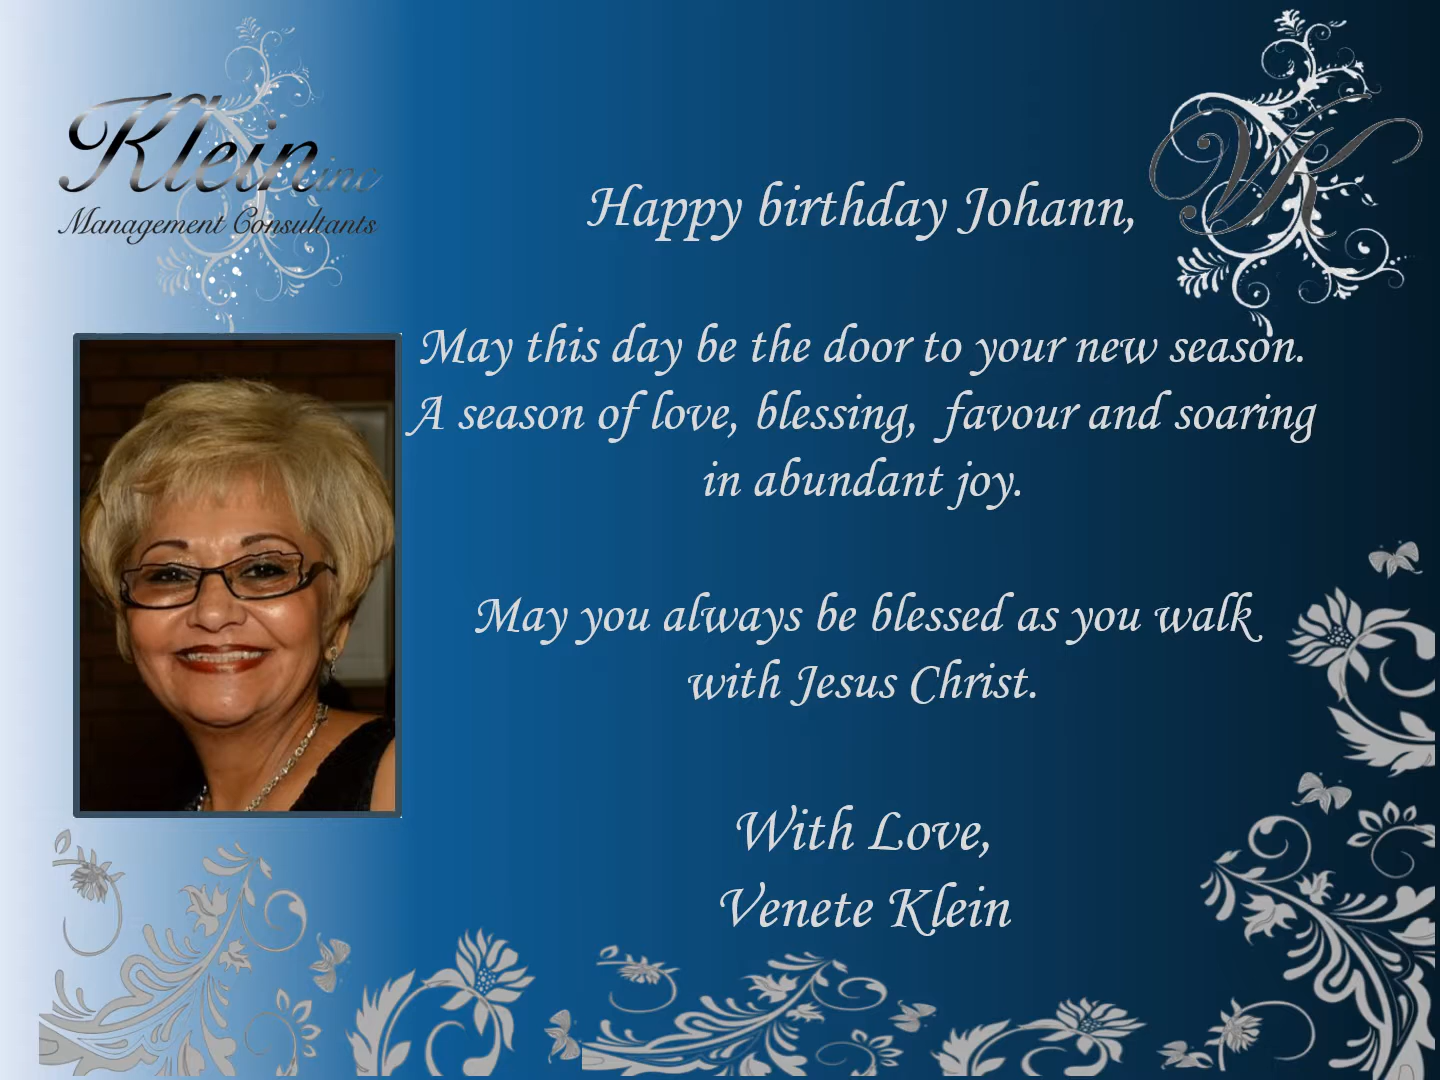 Klein inc
Management Consultants
VK
Happy birthday Johann,
May this day be the door to your new season.
A season of love, blessing, favour and soaring
in abundant joy.
May you always be blessed as you walk
with Jesus Christ.
With Love,
Venete Klein